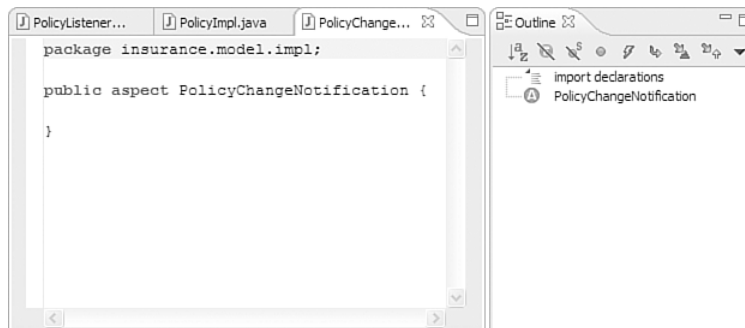 PolicyListener...
PolicyImpl.java
PolicyChange...
package insurance.model.impl;
public aspect PolicyChangeNotification {
}
Outline
import declarations
PolicyChangeNotification